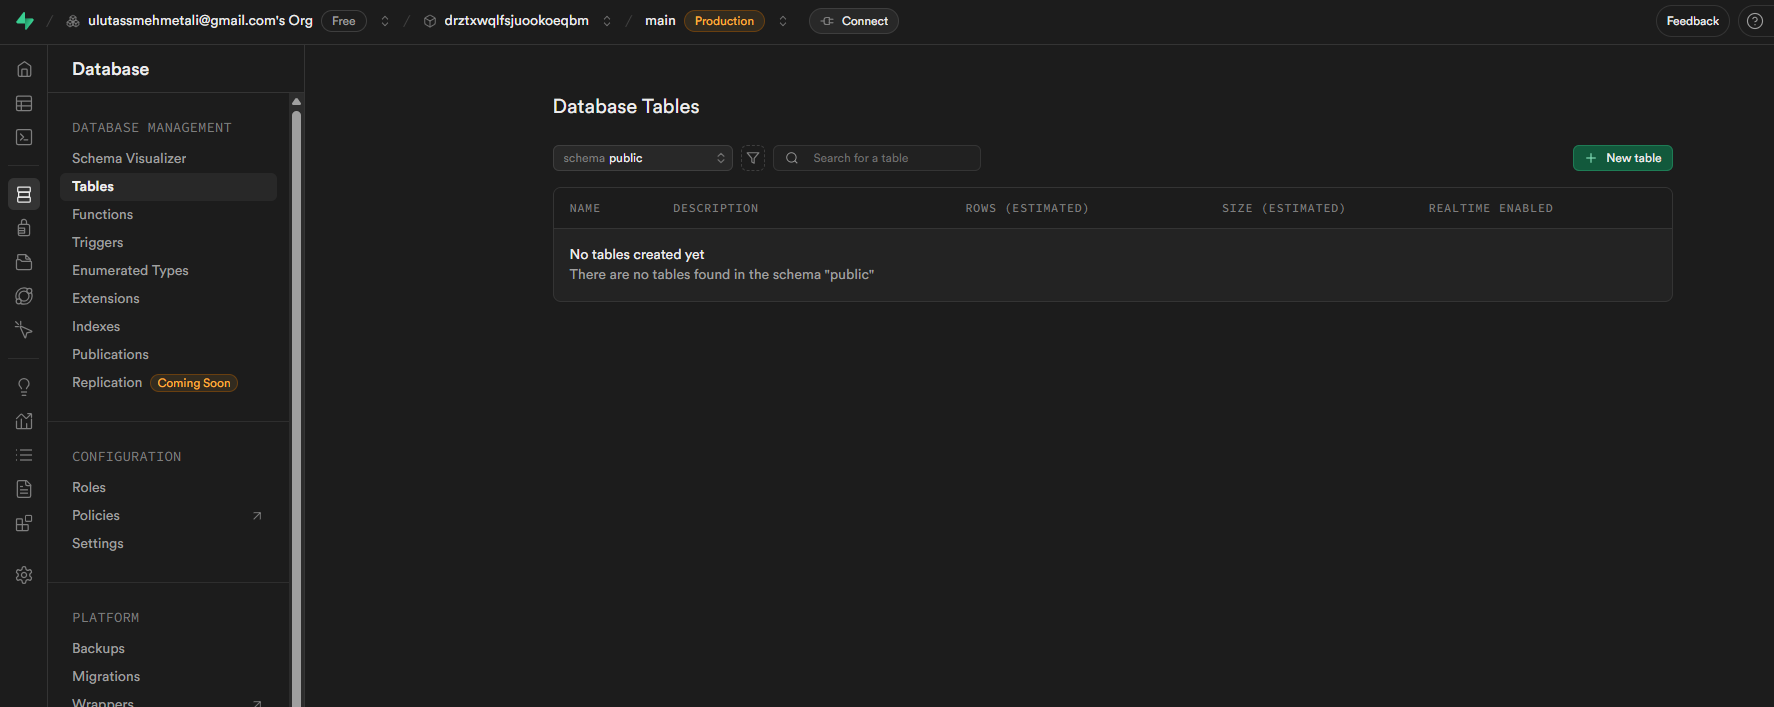 ulutassmehmetali@gmail.com's Org Free / drztxwqlfsjuookoeqbm / main Production Connect Feedback
Database
DATABASE MANAGEMENT
Schema Visualizer
Tables
Functions
Triggers
Enumerated Types
Extensions
Indexes
Publications
Replication Coming Soon
CONFIGURATION
Roles
Policies
Settings
PLATFORM
Backups
Migrations
Wrappers
Database Tables
schema public Search for a table New table
NAME DESCRIPTION ROWS (ESTIMATED) SIZE (ESTIMATED) REALTIME ENABLED
No tables created yet
There are no tables found in the schema "public"